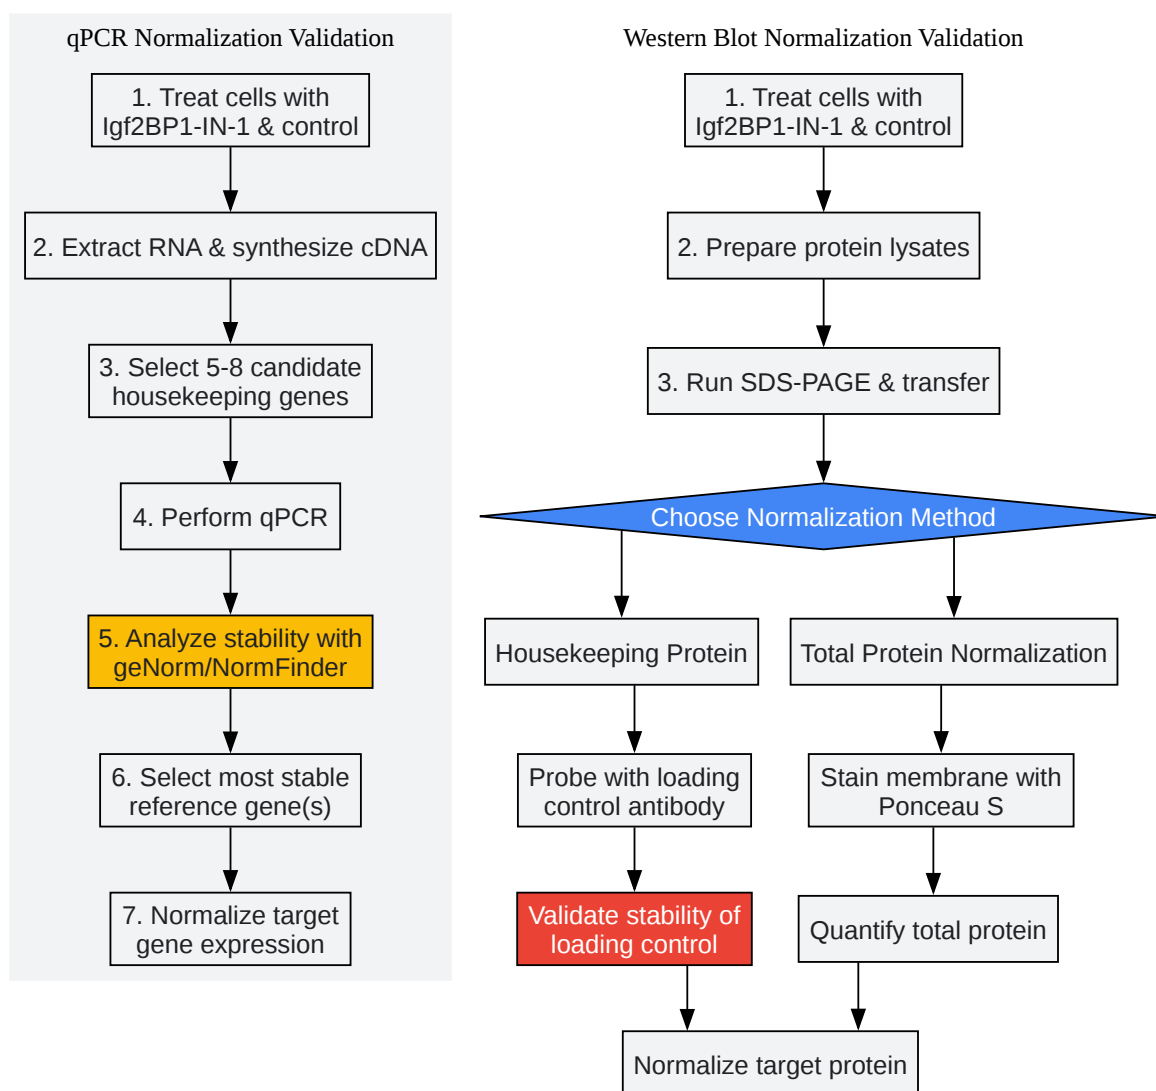 qPCR Normalization Validation
1. Treat cells with
Igf2BP1-IN-1 & control
2. Extract RNA & synthesize cDNA
3. Select 5-8 candidate
housekeeping genes
4. Perform qPCR
5. Analyze stability with
geNorm/NormFinder
6. Select most stable
reference gene(s)
7. Normalize target
gene expression
Western Blot Normalization Validation
1. Treat cells with
Igf2BP1-IN-1 & control
2. Prepare protein lysates
3. Run SDS-PAGE & transfer
Choose Normalization Method
Housekeeping Protein
Probe with loading
control antibody
Validate stability of
loading control
Total Protein Normalization
Stain membrane with
Ponceau S
Quantify total protein
Normalize target protein